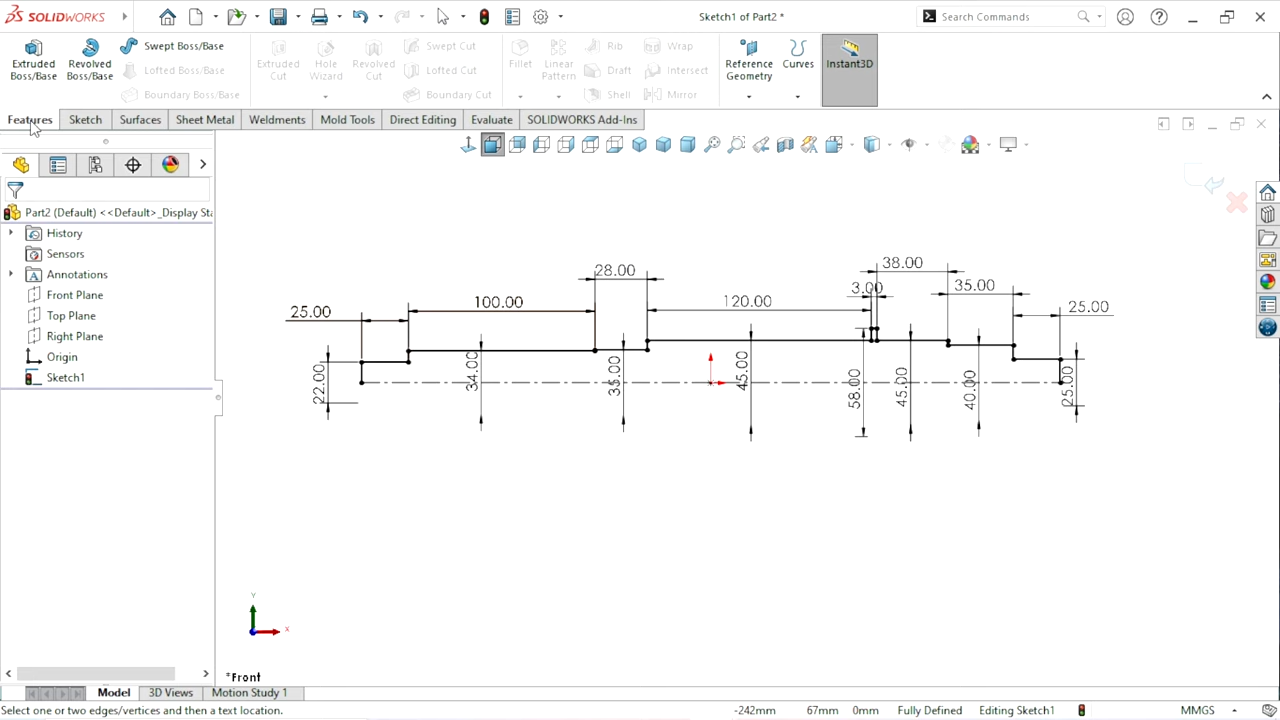 SOLIDWORKS
Sketch1 of Part2 *
Search Commands
Extruded Boss/Base
Revolved Boss/Base
Swept Boss/Base
Lofted Boss/Base
Boundary Boss/Base
Extruded Cut
Hole Wizard
Revolved Cut
Swept Cut
Lofted Cut
Boundary Cut
Fillet
Linear Pattern
Rib
Draft
Shell
Wrap
Intersect
Mirror
Reference Geometry
Curves
Instant3D
Features Sketch Surfaces Sheet Metal Weldments Mold Tools Direct Editing Evaluate SOLIDWORKS Add-Ins
Part2 (Default) <<Default>_Display Sta
History
Sensors
Annotations
Front Plane
Top Plane
Right Plane
Origin
Sketch1
38.00
28.00
35.00
3.00
25.00
100.00
120.00
25.00
22.00
34.00
35.00
45.00
58.00
45.00
40.00
25.00
Y
X
*Front
Model 3D Views Motion Study 1
Select one or two edges/vertices and then a text location. -242mm 67mm 0mm Fully Defined Editing Sketch1 MMGS